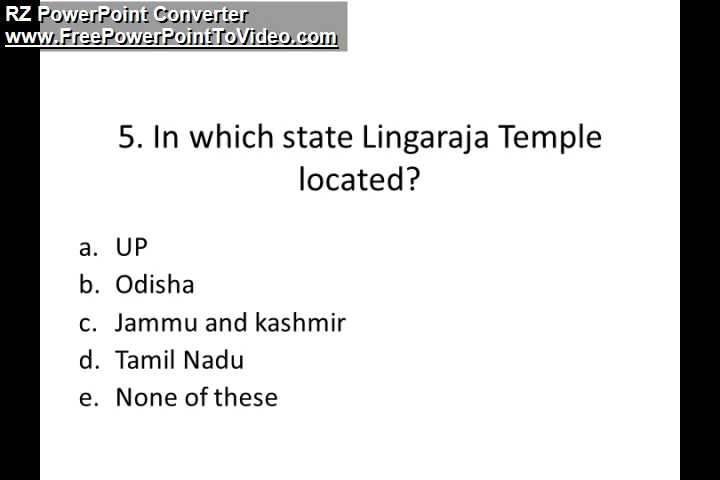 RZ PowerPoint Converter
www.FreePowerPointToVideo.com
5. In which state Lingaraja Temple
located?
a. UP
b. Odisha
c. Jammu and kashmir
d. Tamil Nadu
e. None of these